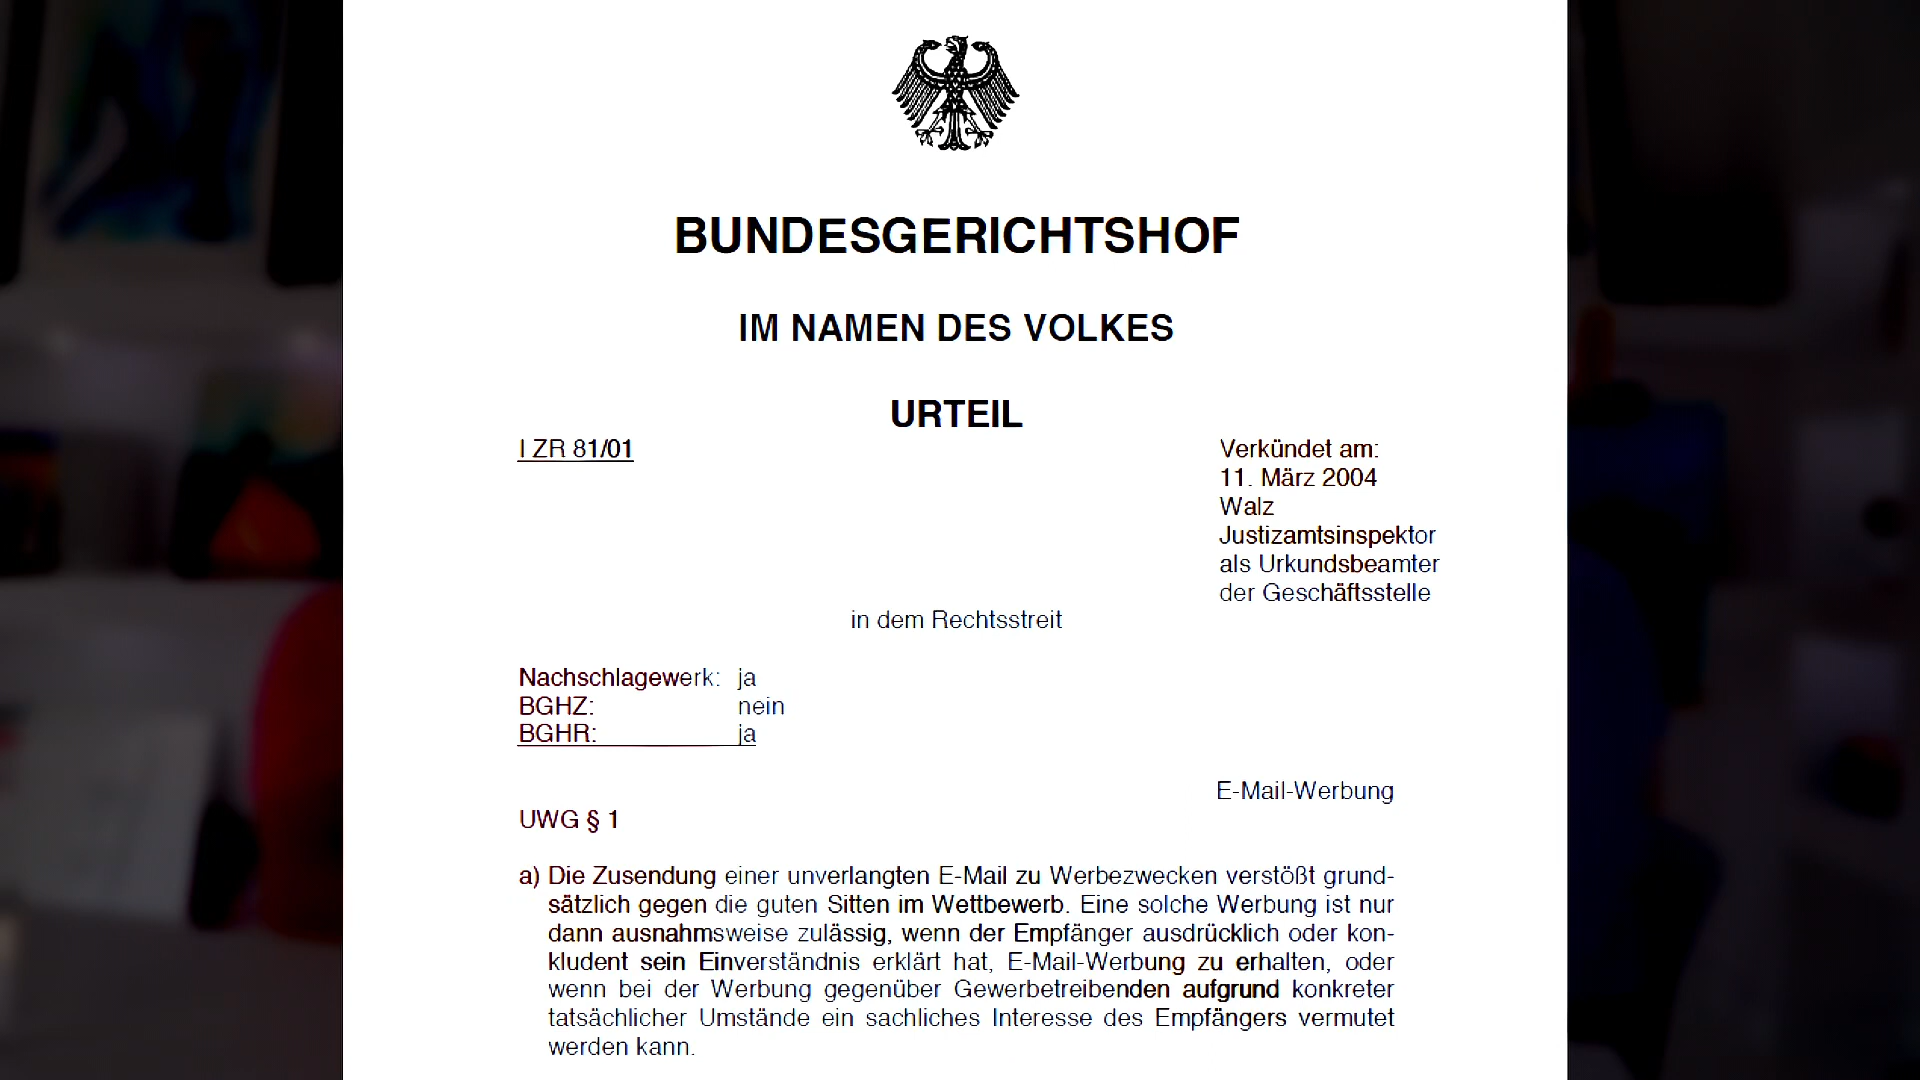 BUNDESGERICHTSHOF
IM NAMEN DES VOLKES
URTEIL
I ZR 81/01
Verkündet am:
11. März 2004
Walz
Justizamtsinspektor
als Urkundsbeamter
der Geschäftsstelle
in dem Rechtsstreit
Nachschlagewerk: ja
BGHZ: nein
BGHR: ja
E-Mail-Werbung
UWG § 1
a) Die Zusendung einer unverlangten E-Mail zu Werbezwecken verstößt grund-
sätzlich gegen die guten Sitten im Wettbewerb. Eine solche Werbung ist nur
dann ausnahmsweise zulässig, wenn der Empfänger ausdrücklich oder kon-
kludent sein Einverständnis erklärt hat, E-Mail-Werbung zu erhalten, oder
wenn bei der Werbung gegenüber Gewerbetreibenden aufgrund konkreter
tatsächlicher Umstände ein sachliches Interesse des Empfängers vermutet
werden kann.